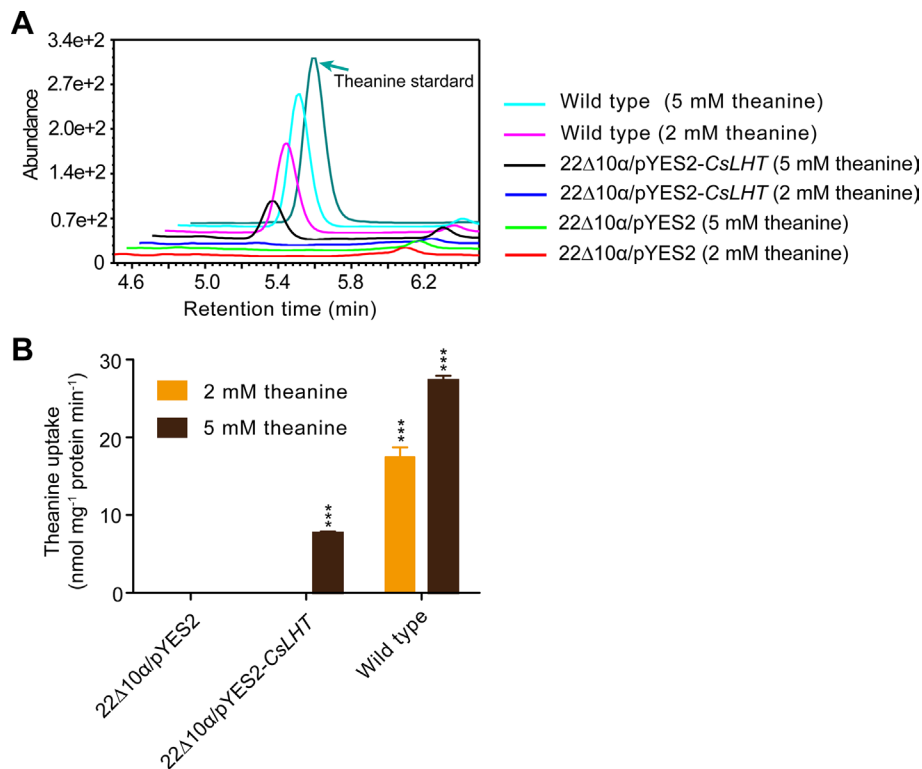 A
3.4e+2
2.7e+2
2.0e+2
1.4e+2
0.7e+2
0
Abundance
Theanine stardard
4.6 5.0 5.4 5.8 6.2
Retention time (min)
Wild type (5 mM theanine)
Wild type (2 mM theanine)
22Δ10α/pYES2-CsLHT (5 mM theanine)
22Δ10α/pYES2-CsLHT (2 mM theanine)
22Δ10α/pYES2 (5 mM theanine)
22Δ10α/pYES2 (2 mM theanine)
B
30
20
10
0
Theanine uptake
(nmol mg⁻¹ protein min⁻¹)
2 mM theanine
5 mM theanine
***
***
***
22Δ10α/pYES2
22Δ10α/pYES2-CsLHT
Wild type